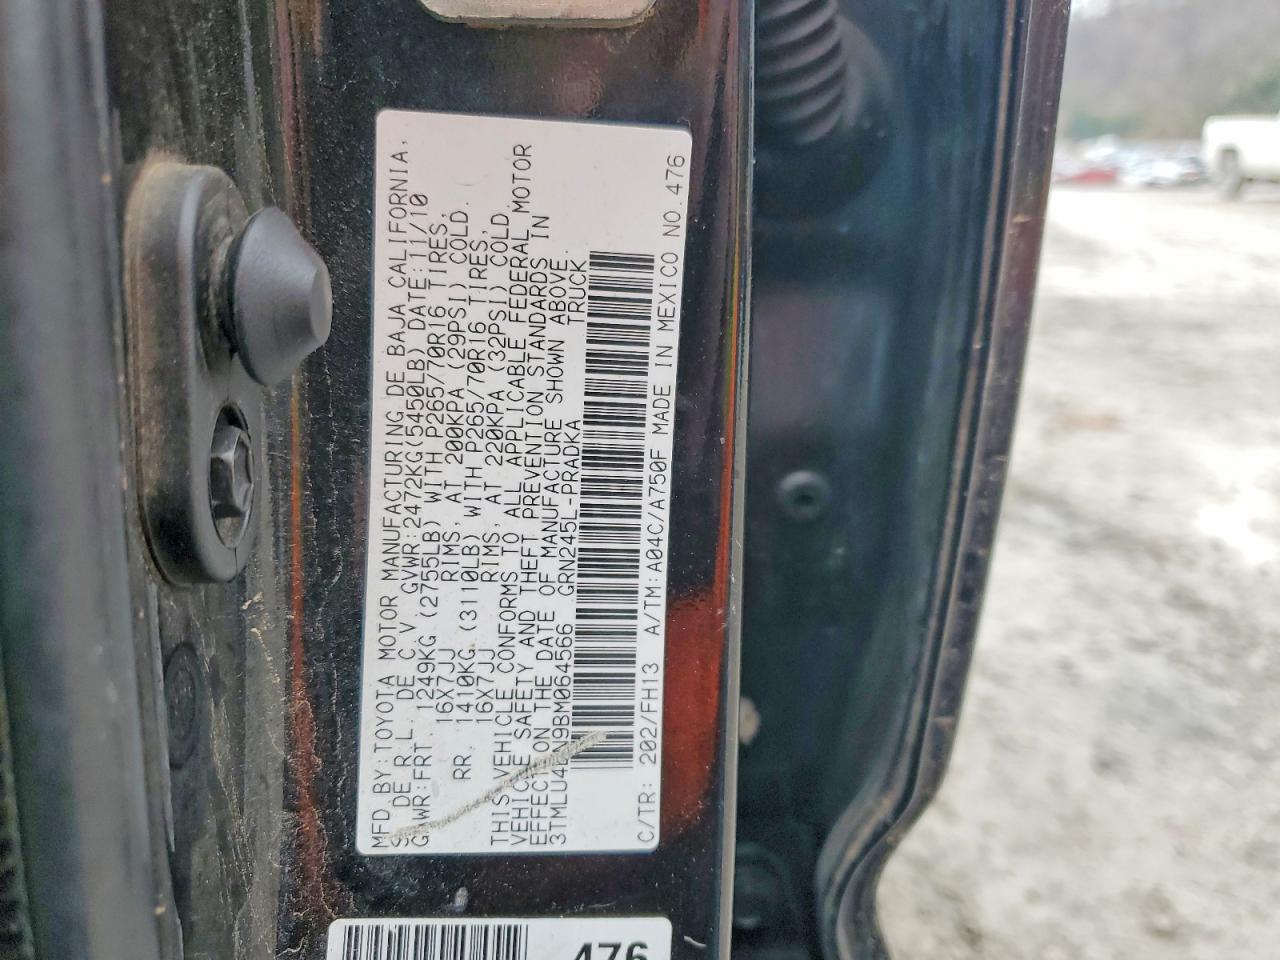 MFD.BY:TOYOTA MOTOR MANUFACTURING DE BAJA CALIFORNIA,
S. DE R.L. DE C.V. GVWR:2472KG(5450LB) DATE:11/10
GAWR:FRT. 1249KG (2755LB) WITH P265/70R16 TIRES,
16X7JJ RIMS, AT 200KPA (29PSI) COLD.
RR. 1410KG (3110LB) WITH P265/70R16 TIRES,
16X7JJ RIMS, AT 220KPA (32PSI) COLD.
THIS VEHICLE CONFORMS TO ALL APPLICABLE FEDERAL MOTOR
VEHICLE SAFETY AND THEFT PREVENTION STANDARDS IN
EFFECT ON THE DATE OF MANUFACTURE SHOWN ABOVE.
GRN245L-PRADKA TRUCK
C/TR: 202/FH13 A/TM:A04C/A750F MADE IN MEXICO NO.476
476